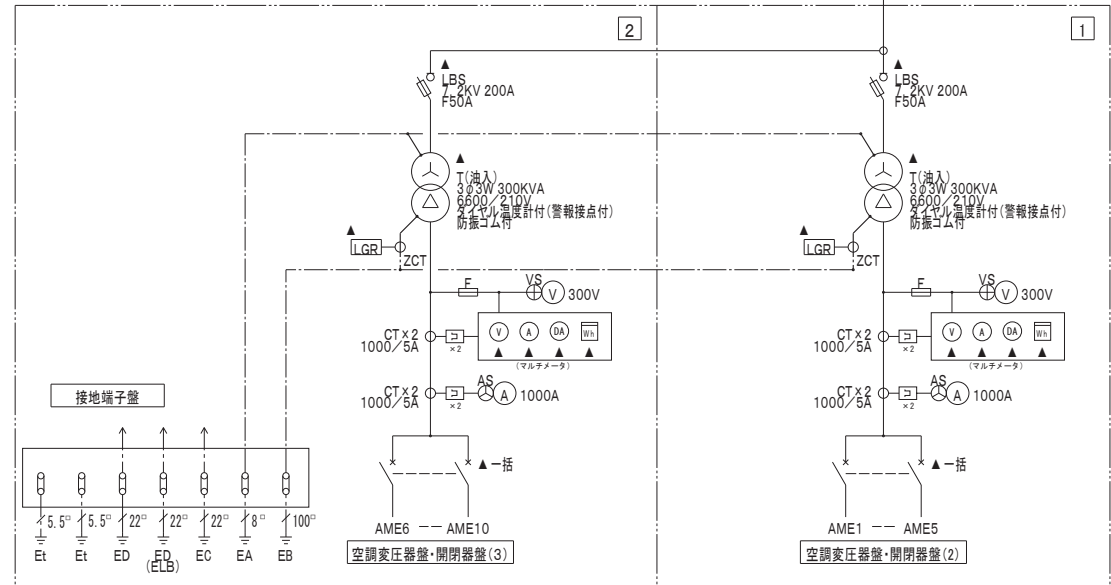 2
1
▲
LBS
7.2KV 200A
F50A
▲
LBS
7.2KV 200A
F50A
▲
T(油入)
3φ3W 300KVA
6600/210V
ダイヤル温度計付(警報接点付)
防振ゴム付
▲
T(油入)
3φ3W 300KVA
6600/210V
ダイヤル温度計付(警報接点付)
防振ゴム付
▲
LGR
ZCT
▲
LGR
ZCT
F
VS
V
300V
F
VS
V
300V
CT×2
1000/5A
コ
×2
V A DA Wh
▲ ▲ ▲ ▲
(マルチメータ)
CT×2
1000/5A
コ
×2
V A DA Wh
▲ ▲ ▲ ▲
(マルチメータ)
CT×2
1000/5A
コ
×2
AS
A
1000A
CT×2
1000/5A
コ
×2
AS
A
1000A
接地端子盤
▲一括
▲一括
5.5□ 5.5□ 22□ 22□ 22□ 8□ 100□
Et Et ED ED EC EA EB
(ELB)
AME6 -- AME10
AME1 -- AME5
空調変圧器盤・開閉器盤(3)
空調変圧器盤・開閉器盤(2)